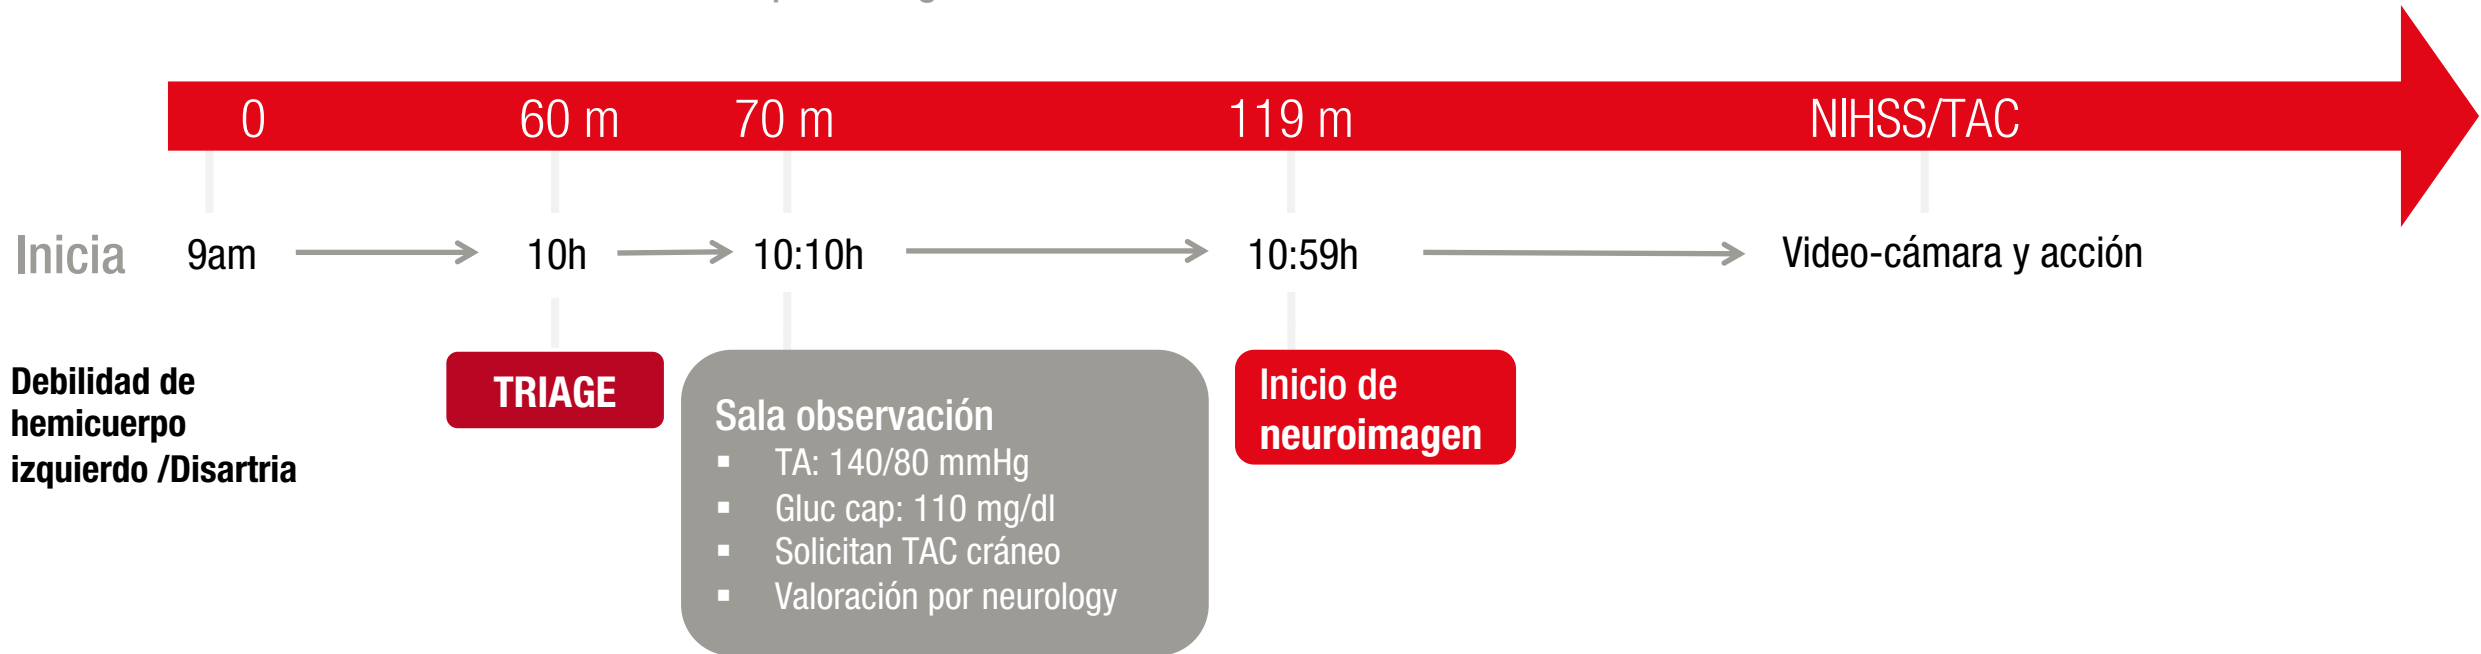 0
60 m
70 m
119 m
NIHSS/TAC
Inicia
9am
10h
10:10h
10:59h
Video-cámara y acción
Debilidad de
hemicuerpo
izquierdo /Disartria
TRIAGE
Sala observación
▪ TA: 140/80 mmHg
▪ Gluc cap: 110 mg/dl
▪ Solicitan TAC cráneo
▪ Valoración por neurology
Inicio de
neuroimagen